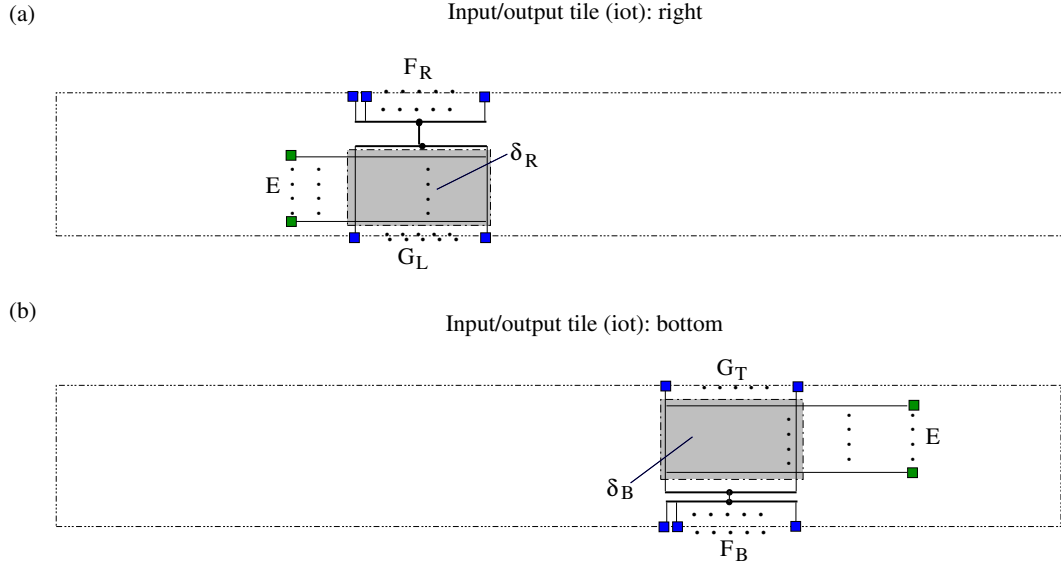 (a)
Input/output tile (iot): right
F_R
δ_R
E
G_L
(b)
Input/output tile (iot): bottom
G_T
E
δ_B
F_B